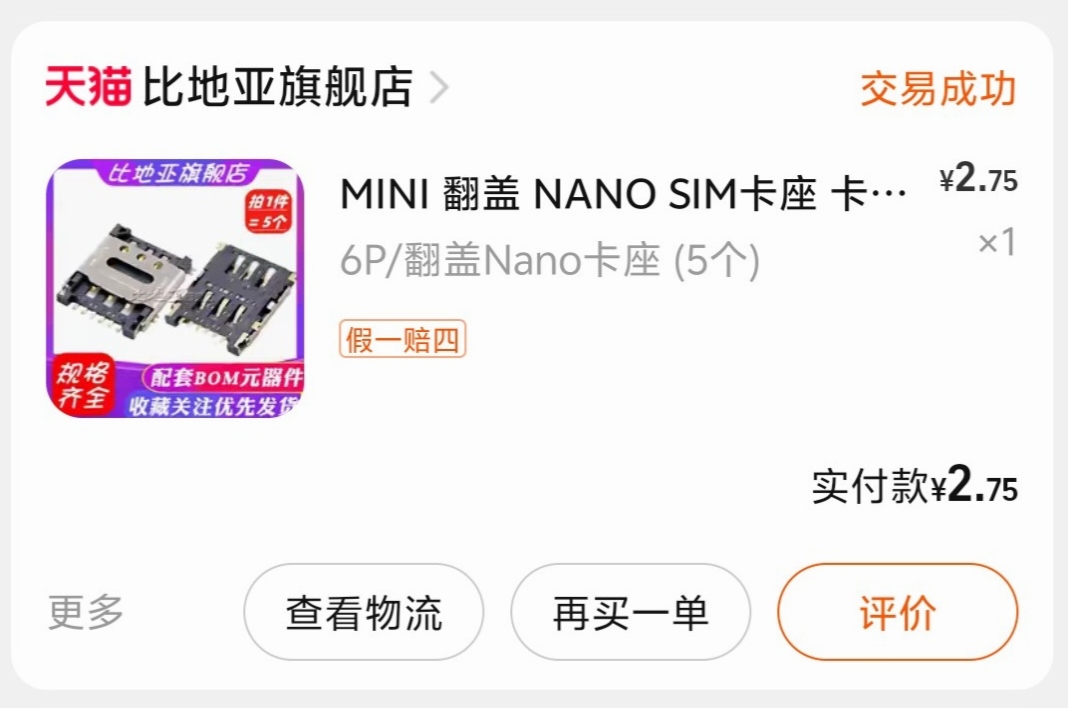 天猫 比地亚旗舰店
交易成功
比地亚旗舰店
拍1件
=5个
规格
齐全
配套BOM元器件
收藏关注优先发货
MINI 翻盖 NANO SIM卡座 卡…
¥2.75
6P/翻盖Nano卡座 (5个)
×1
假一赔四
实付款¥2.75
更多
查看物流
再买一单
评价